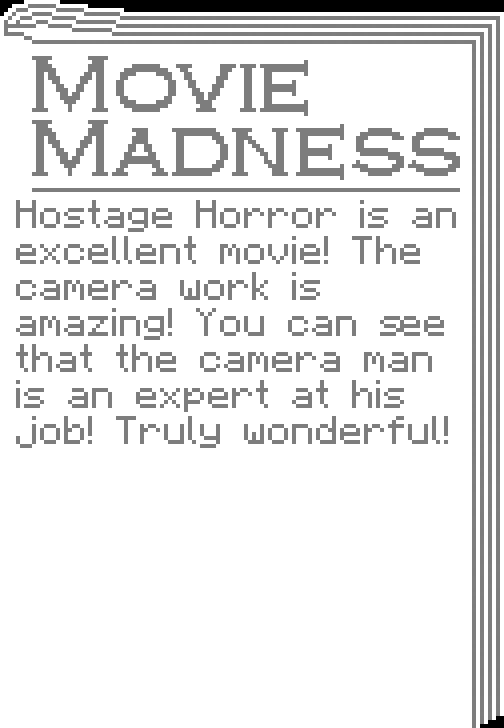 MOVIE
MADNESS
Hostage Horror is an
excellent movie! The
camera work is
amazing! You can see
that the camera man
is an expert at his
job! Truly wonderful!